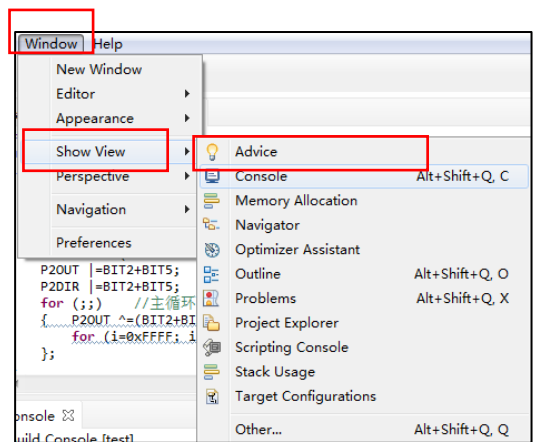 Window Help
New Window
Editor
Appearance
Show View
Perspective
Navigation
Preferences
Advice
Console Alt+Shift+Q, C
Memory Allocation
Navigator
Optimizer Assistant
Outline Alt+Shift+Q, O
Problems Alt+Shift+Q, X
Project Explorer
Scripting Console
Stack Usage
Target Configurations
Other... Alt+Shift+Q, Q
P2OUT |=BIT2+BIT5;
P2DIR |=BIT2+BIT5;
for (;;) //主循环
{ P2OUT ^=(BIT2+BI
for (i=0xFFFF; i
};
onsole
uild Console [test]